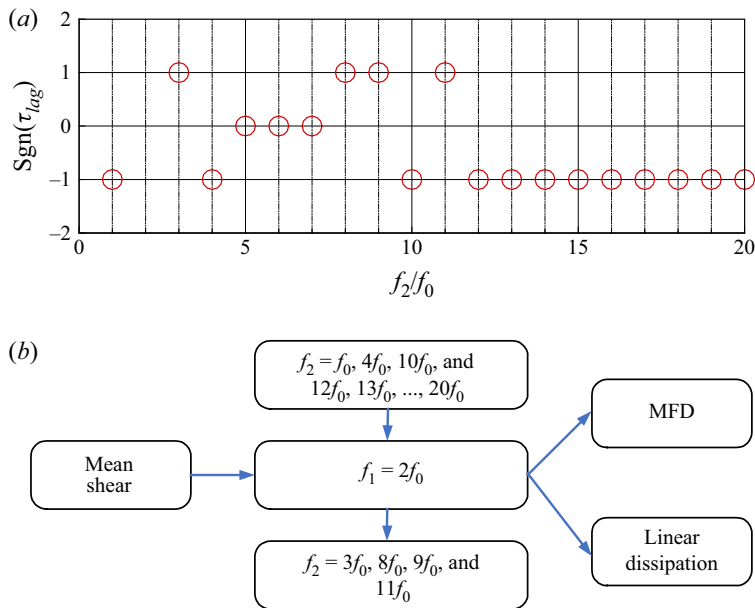 (a)
2
1
0
−1
−2
Sgn(τ_lag)
0 5 10 15 20
f₂/f₀
(b)
f₂ = f₀, 4f₀, 10f₀, and
12f₀, 13f₀, ..., 20f₀
Mean
shear
f₁ = 2f₀
MFD
f₂ = 3f₀, 8f₀, 9f₀, and
11f₀
Linear
dissipation